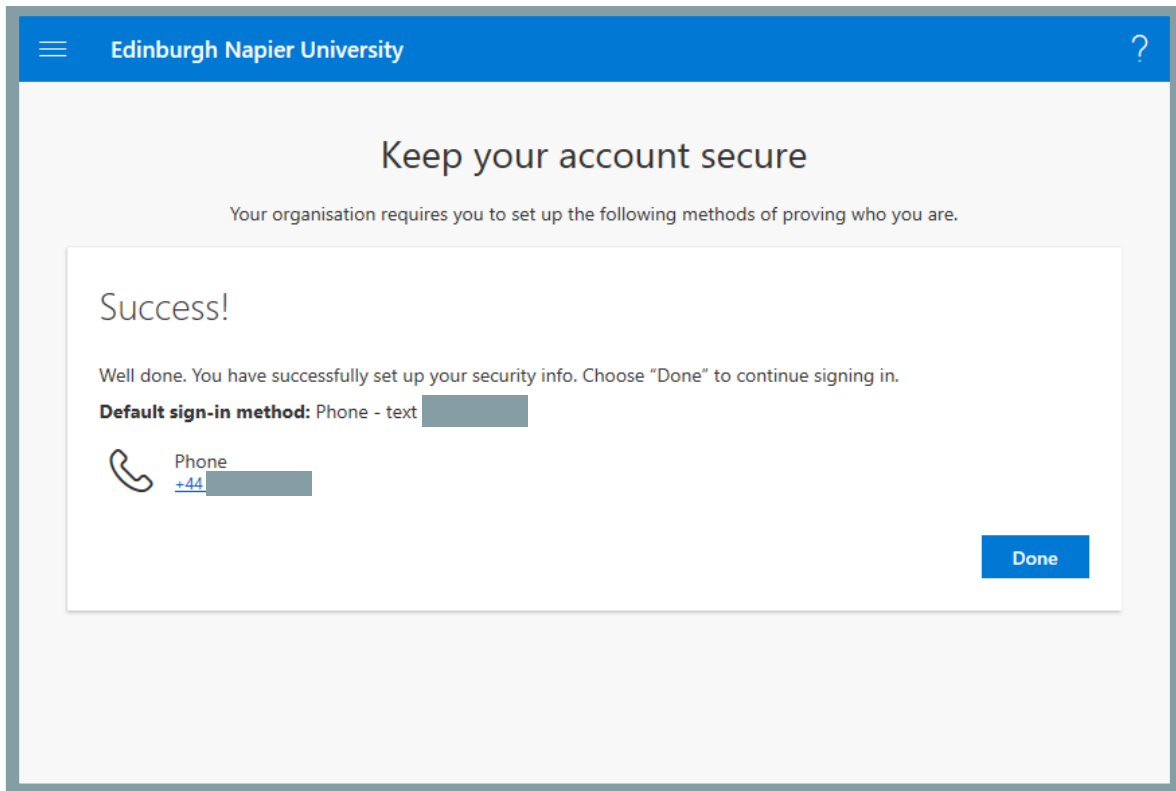 Edinburgh Napier University
?
Keep your account secure
Your organisation requires you to set up the following methods of proving who you are.
Success!
Well done. You have successfully set up your security info. Choose “Done” to continue signing in.
Default sign-in method: Phone - text
Phone
+44
Done